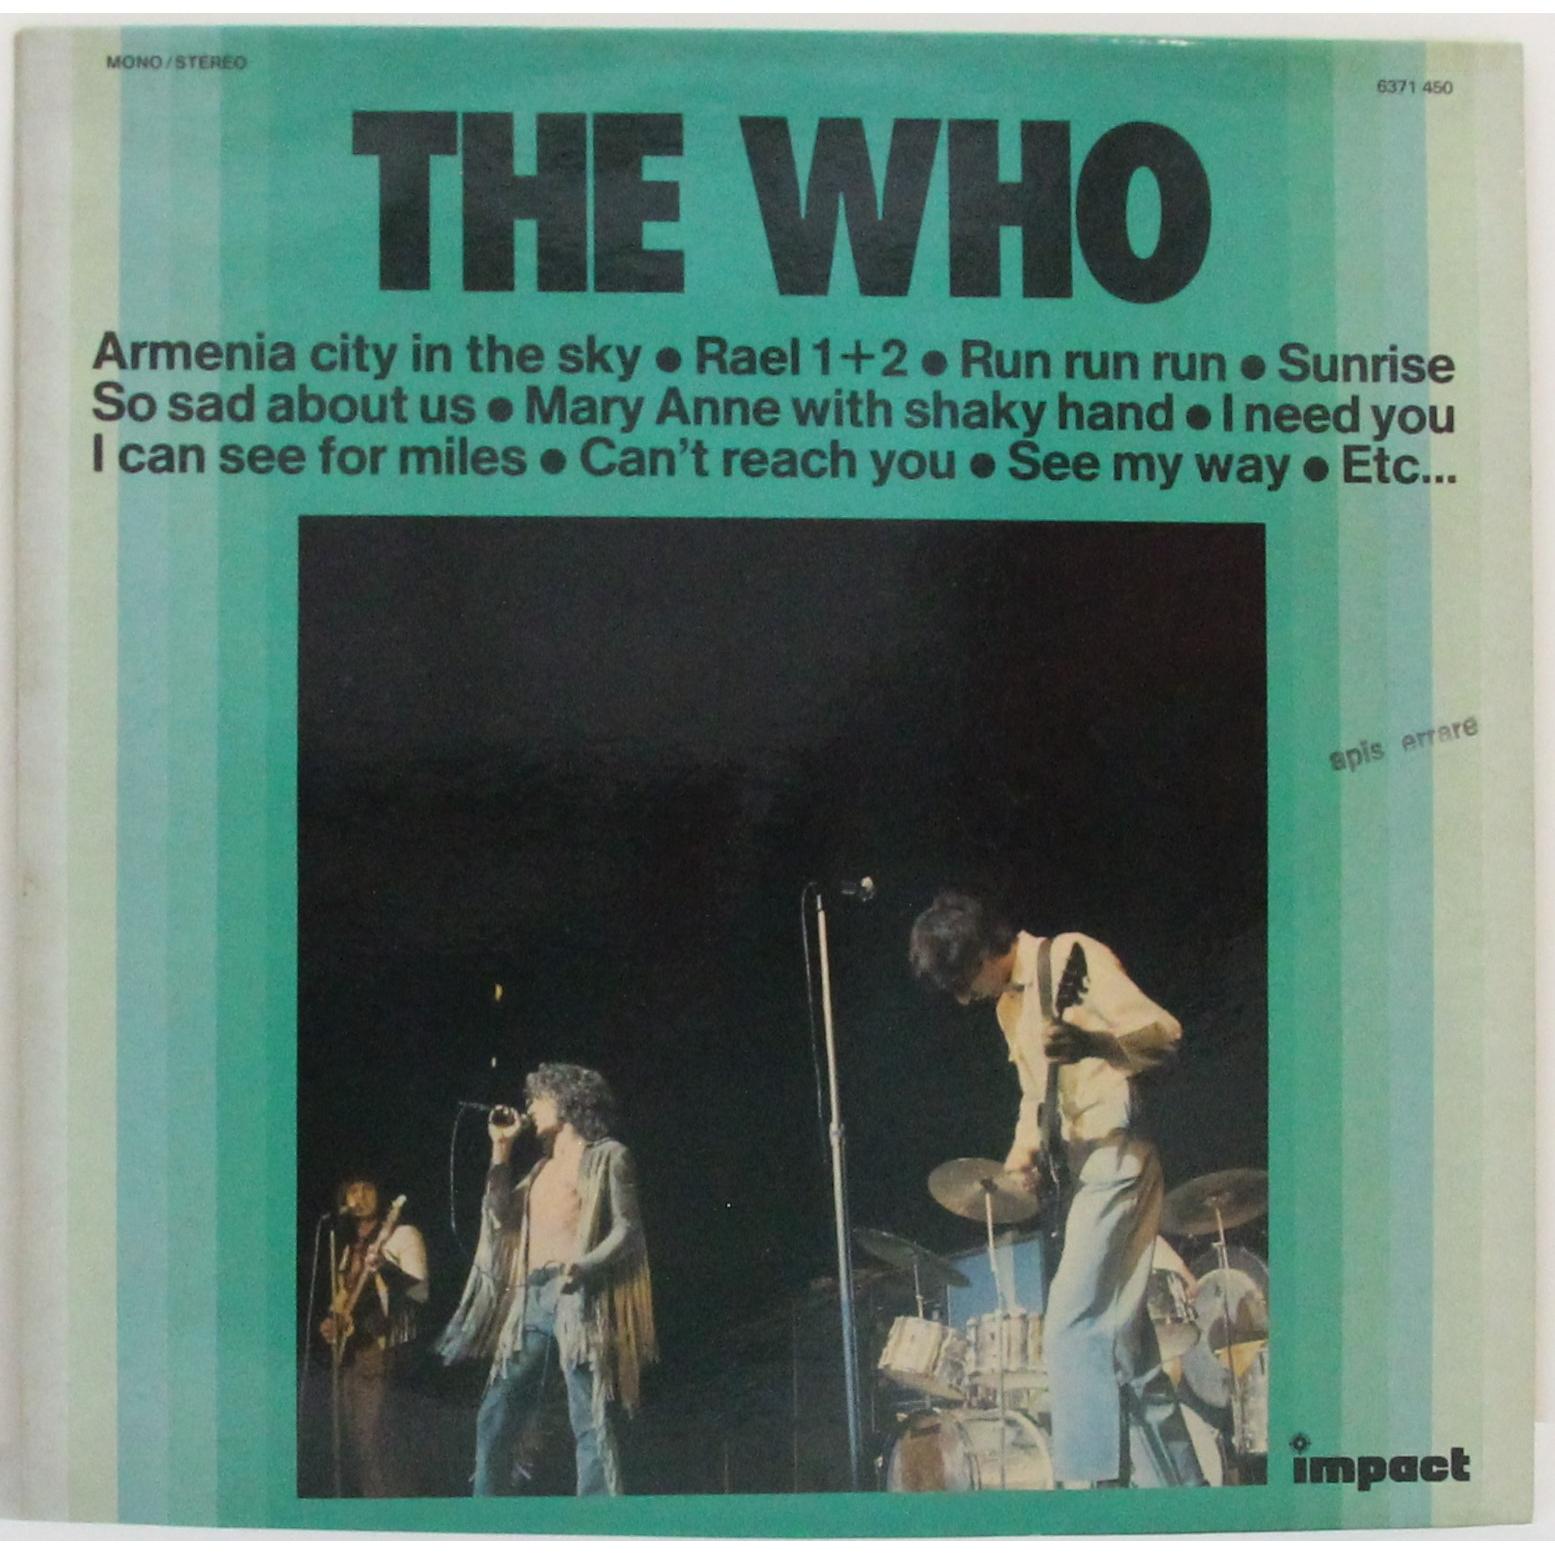 MONO/STEREO
6371 450
THE WHO
Armenia city in the sky • Rael 1+2 • Run run run • Sunrise
So sad about us • Mary Anne with shaky hand • I need you
I can see for miles • Can't reach you • See my way • Etc...
apis errare
impact